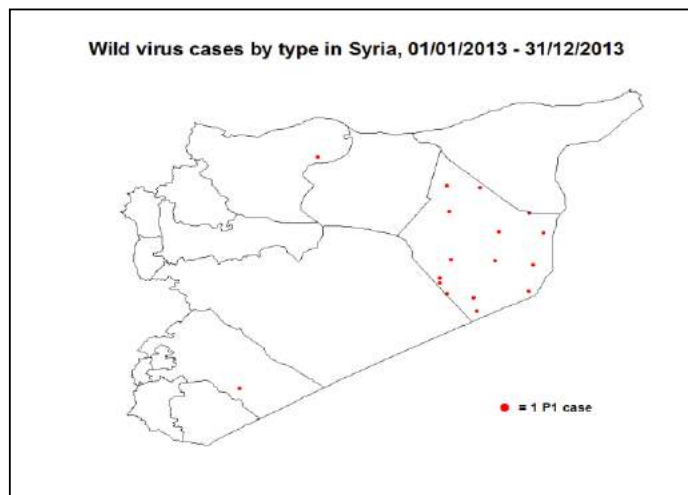 Wild virus cases by type in Syria, 01/01/2013 - 31/12/2013
= 1 P1 case